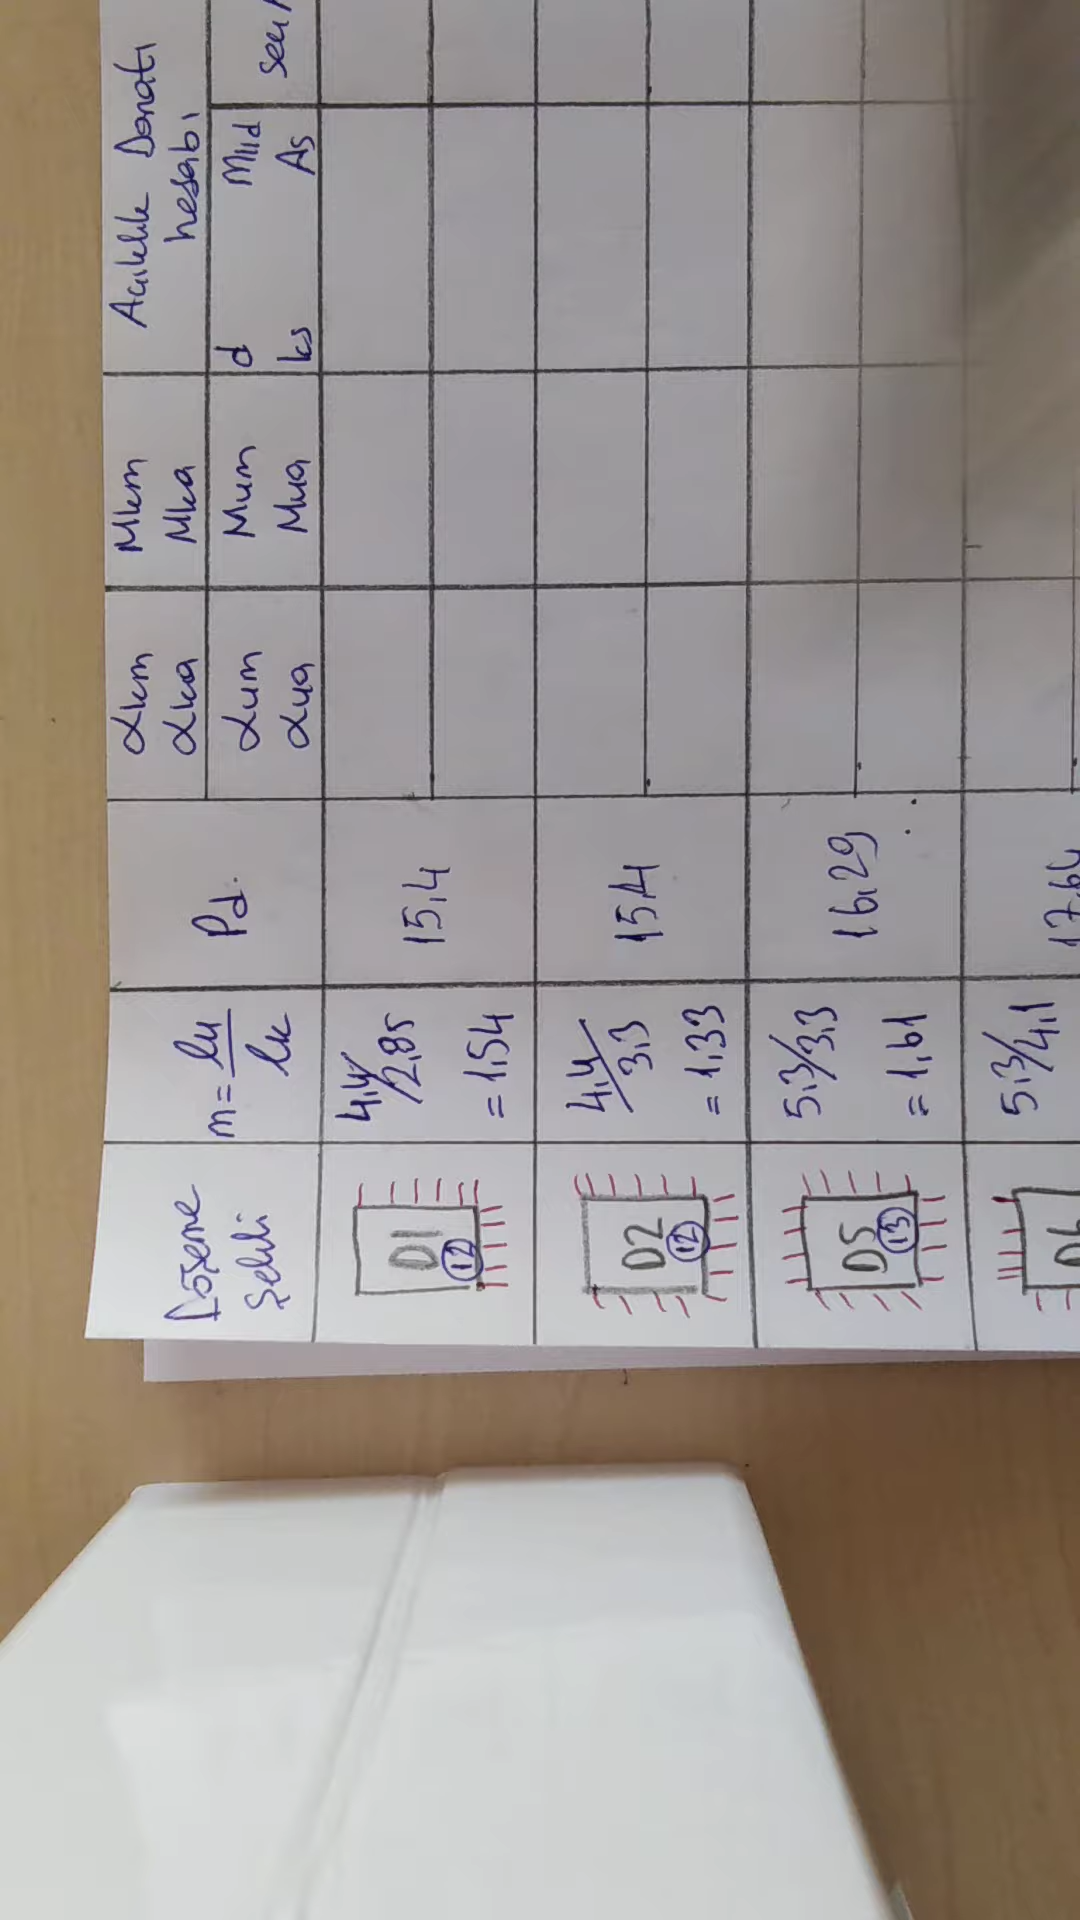 Döşeme
Şekli
m = lu/lk
Pd.
αkm
αka
αum
αua
Mkm
Mka
Mum
Mua
Açıklık Donatı
hesabı
d Mud
ks As
D1
12
4.4/2.85
= 1.54
15.4
D2
12
4.4/3.3
= 1.33
15.4
D5
13
5.3/3.3
= 1.61
16.29
5.3/4.1